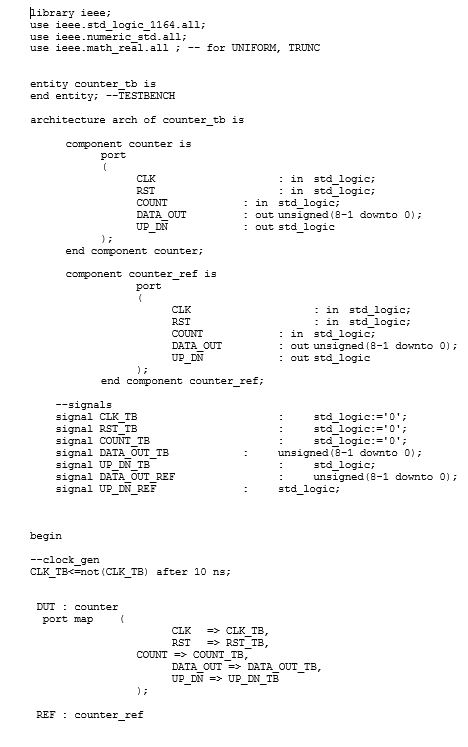 library ieee;
use ieee.std_logic_1164.all;
use ieee.numeric_std.all;
use ieee.math_real.all ; -- for UNIFORM, TRUNC
entity counter_tb is
end entity; --TESTBENCH
architecture arch of counter_tb is
component counter is
port
(
CLK : in std_logic;
RST : in std_logic;
COUNT : in std_logic;
DATA_OUT : out unsigned(8-1 downto 0);
UP_DN : out std_logic
);
end component counter;
component counter_ref is
port
(
CLK : in std_logic;
RST : in std_logic;
COUNT : in std_logic;
DATA_OUT : out unsigned(8-1 downto 0);
UP_DN : out std_logic
);
end component counter_ref;
--signals
signal CLK_TB : std_logic:='0';
signal RST_TB : std_logic:='0';
signal COUNT_TB : std_logic:='0';
signal DATA_OUT_TB : unsigned(8-1 downto 0);
signal UP_DN_TB : std_logic;
signal DATA_OUT_REF : unsigned(8-1 downto 0);
signal UP_DN_REF : std_logic;
begin
--clock_gen
CLK_TB<=not(CLK_TB) after 10 ns;
DUT : counter
port map (
CLK => CLK_TB,
RST => RST_TB,
COUNT => COUNT_TB,
DATA_OUT => DATA_OUT_TB,
UP_DN => UP_DN_TB
);
REF : counter_ref